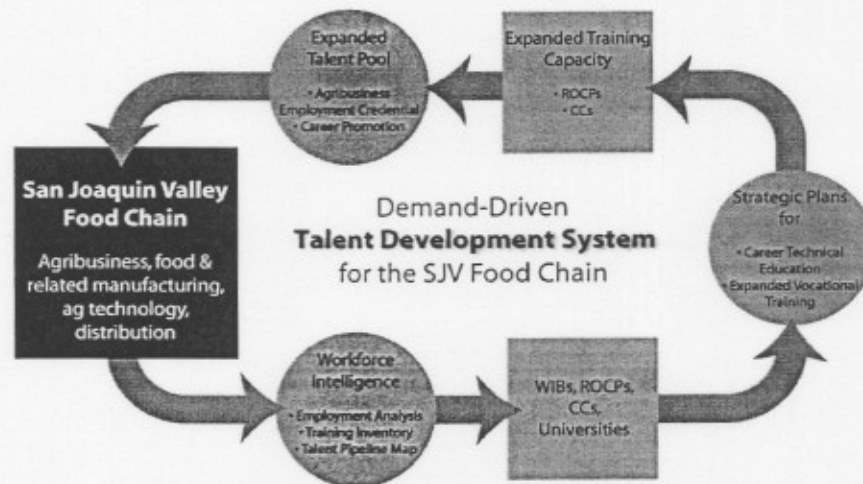 Expanded
Talent Pool
• Agribusiness
Employment Credential
• Career Promotion
Expanded Training
Capacity
• ROCPs
• CCs
San Joaquin Valley
Food Chain
Agribusiness, food &
related manufacturing,
ag technology,
distribution
Demand-Driven
Talent Development System
for the SJV Food Chain
Strategic Plans
for
• Career Technical
Education
• Expanded Vocational
Training
Workforce
Intelligence
• Employment Analysis
• Training Inventory
• Talent Pipeline Map
WIBs, ROCPs,
CCs,
Universities